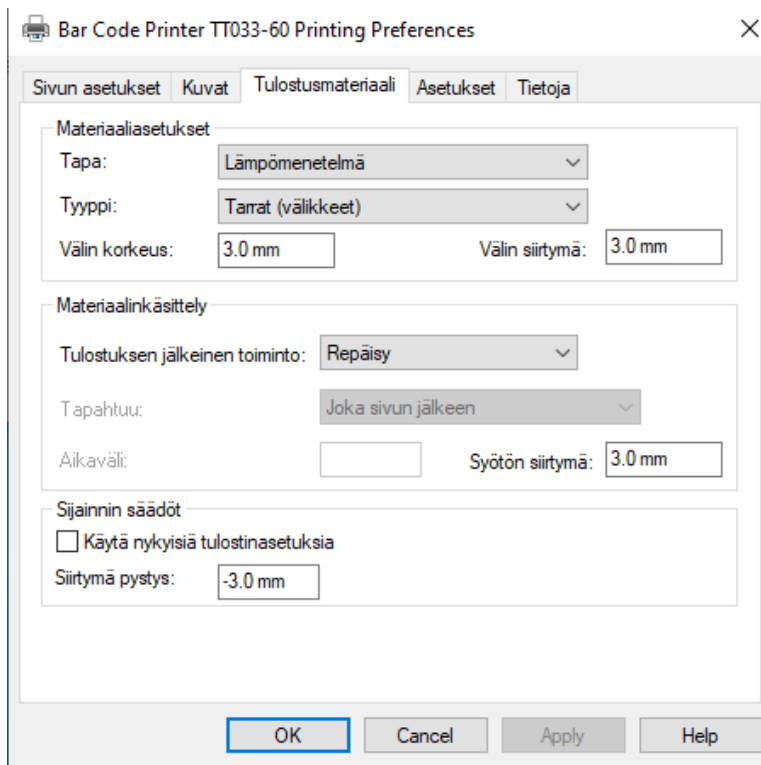 Bar Code Printer TT033-60 Printing Preferences
Sivun asetukset Kuvat Tulostusmateriaali Asetukset Tietoja
Materiaaliasetukset
Tapa: Lämpömenetelmä
Tyyppi: Tarrat (välikkeet)
Välin korkeus: 3.0 mm Välin siirtymä: 3.0 mm
Materiaalinkäsittely
Tulostuksen jälkeinen toiminto: Repäisy
Tapahtuu: Joka sivun jälkeen
Aikaväli: Syötön siirtymä: 3.0 mm
Sijainnin säädöt
Käytä nykyisiä tulostinasetuksia
Siirtymä pystys: -3.0 mm
OK Cancel Apply Help